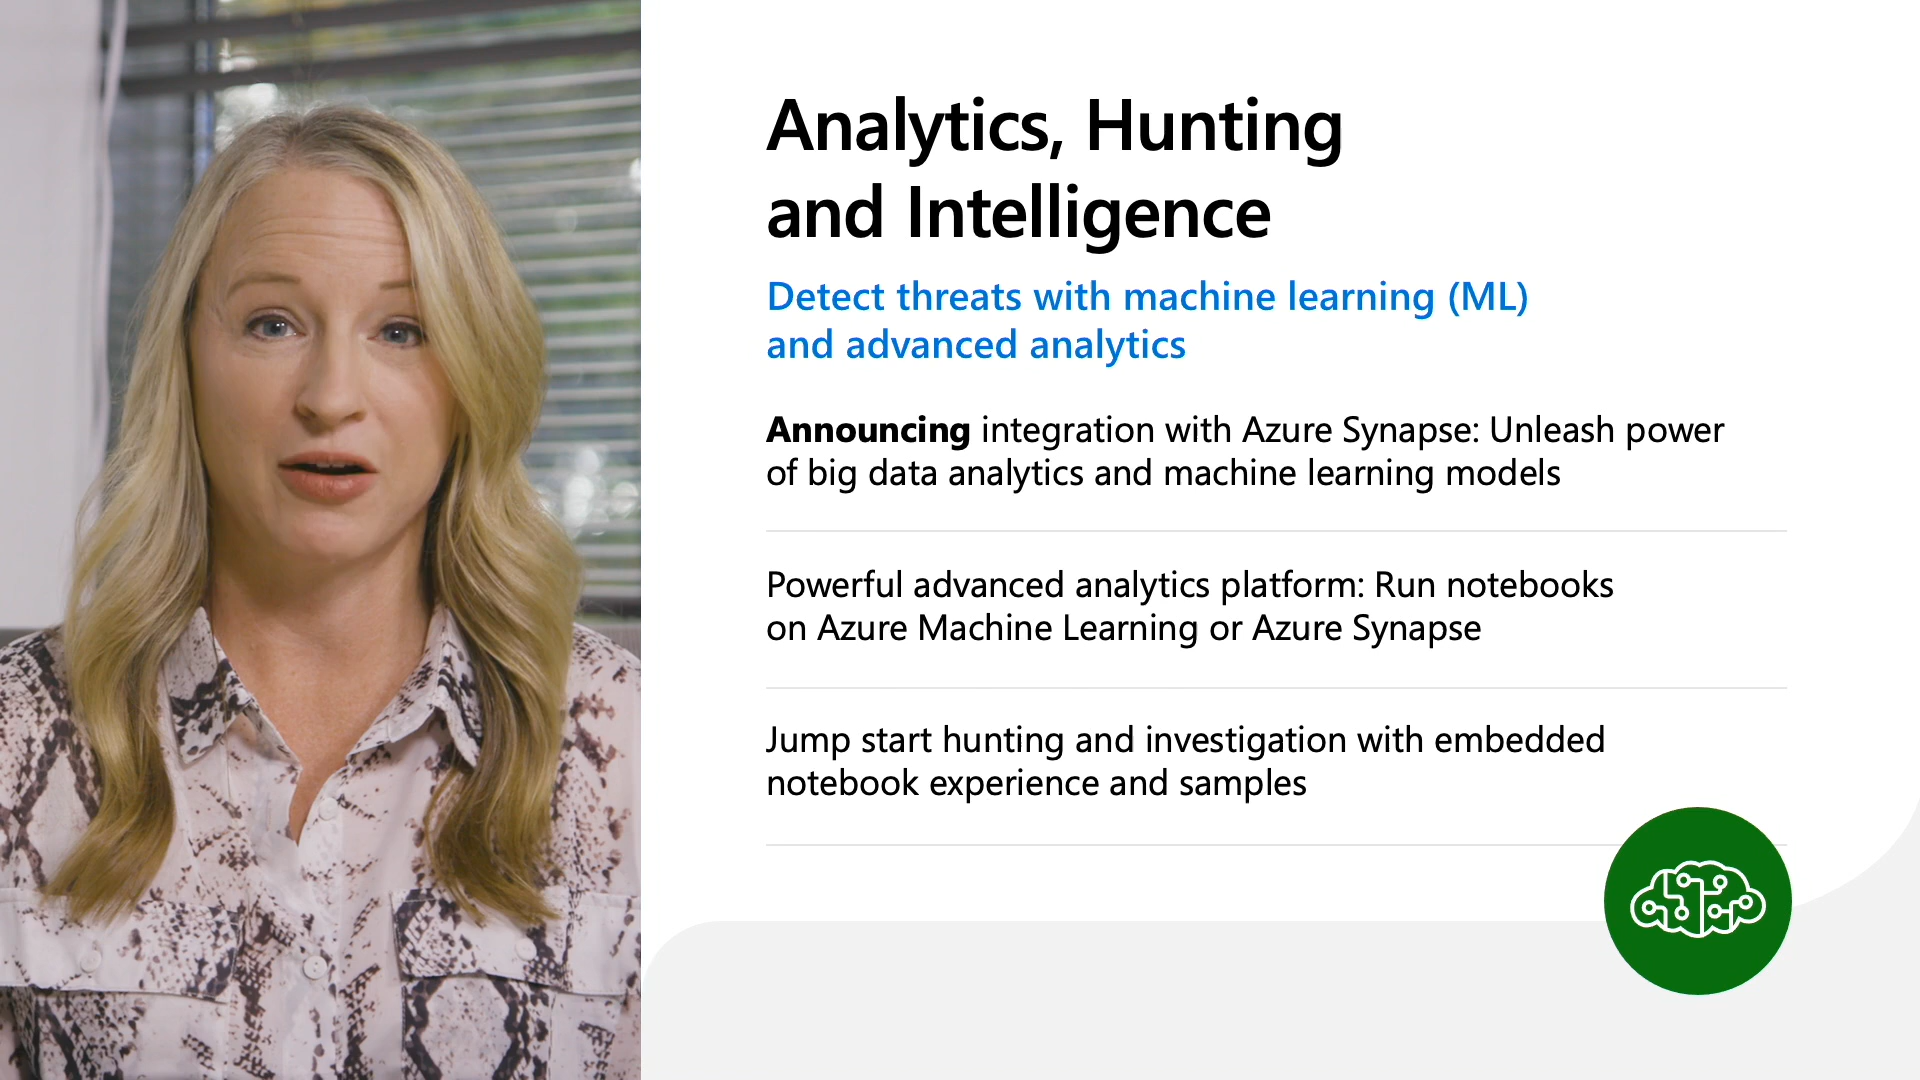 Analytics, Hunting
and Intelligence
Detect threats with machine learning (ML)
and advanced analytics
Announcing integration with Azure Synapse: Unleash power
of big data analytics and machine learning models
Powerful advanced analytics platform: Run notebooks
on Azure Machine Learning or Azure Synapse
Jump start hunting and investigation with embedded
notebook experience and samples